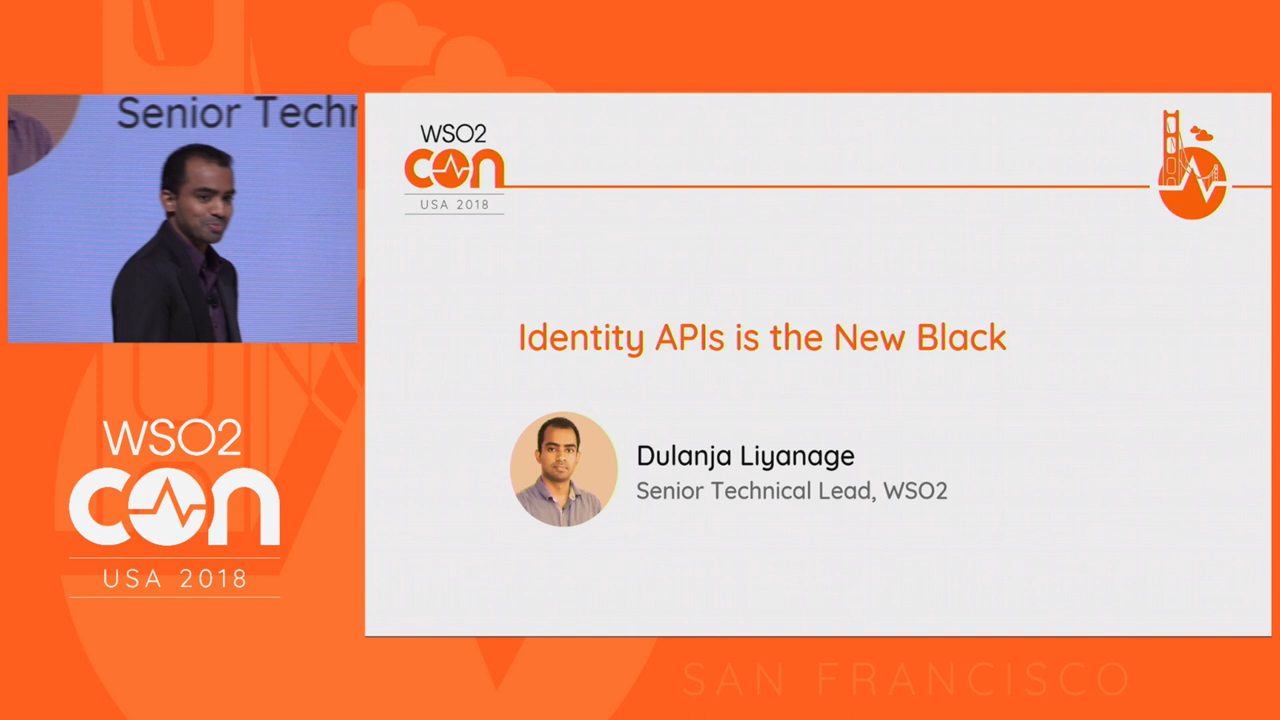 Senior Techn
WSO2
con
USA 2018
Identity APIs is the New Black
Dulanja Liyanage
Senior Technical Lead, WSO2
WSO2
con
USA 2018
SAN FRANCISCO